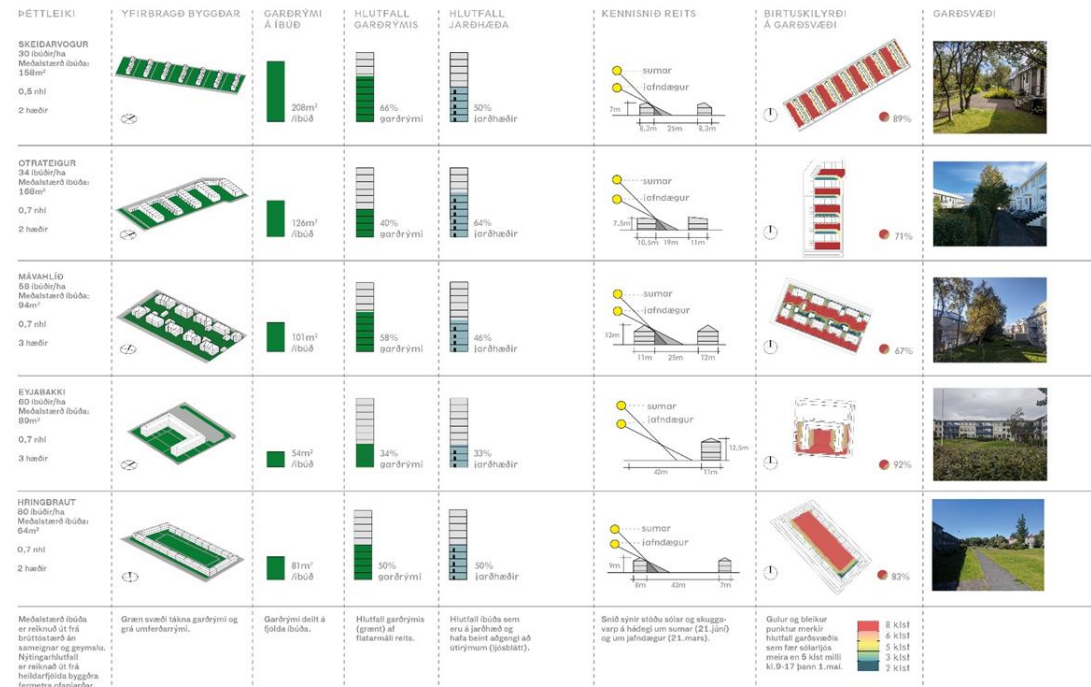 ÞÉTTLEIKI
YFIRBRAGÐ BYGGÐAR
GARÐRÝMI
Á ÍBÚÐ
HLUTFALL
GARÐRÝMIS
HLUTFALL
JARÐHÆÐA
KENNISNIÐ REITS
BIRTUSKILYRÐI
Á GARÐSVÆÐI
GARÐSVÆÐI
SKEIÐARVOGUR
30 íbúðir/ha
Meðalstærð íbúða:
158m²
0,5 nhl
2 hæðir
208m²
/íbúð
66%
garðrými
50%
jarðhæðir
sumar
jafndægur
7m
8,3m 25m 8,3m
89%
OTRATEIGUR
34 íbúðir/ha
Meðalstærð íbúða:
168m²
0,7 nhl
2 hæðir
126m²
/íbúð
40%
garðrými
64%
jarðhæðir
sumar
jafndægur
7,5m
10,5m 19m 11m
71%
MÁVAHLÍÐ
58 íbúðir/ha
Meðalstærð íbúða:
94m²
0,7 nhl
3 hæðir
101m²
/íbúð
58%
garðrými
46%
jarðhæðir
sumar
jafndægur
12m
11m 25m 12m
67%
EYJABAKKI
60 íbúðir/ha
Meðalstærð íbúða:
89m²
0,7 nhl
3 hæðir
54m²
/íbúð
34%
garðrými
33%
jarðhæðir
sumar
jafndægur
12,5m
42m 11m
92%
HRINGBRAUT
80 íbúðir/ha
Meðalstærð íbúða:
64m²
0,7 nhl
2 hæðir
81m²
/íbúð
50%
garðrými
50%
jarðhæðir
sumar
jafndægur
9m
8m 43m 7m
83%
Meðalstærð íbúða
er reiknuð út frá
brúttóstærð án
sameignar og geymslu.
Nýtingarhlutfall
er reiknað út frá
heildarfjölda byggðra
fermetra ofanjarðar.
Græn svæði tákna garðrými og
grá umferðarrými.
Garðrými deilt á
fjölda íbúða.
Hlutfall garðrýmis
(grænt) af
flatarmáli reits.
Hlutfall íbúða sem
eru á jarðhæð og
hafa beint aðgengi að
útirýmum (ljósblátt).
Snið sýnir stöðu sólar og skugga-
varp á hádegi um sumar (21.júní)
og um jafndægur (21.mars).
Gulur og bleikur
punktur merkir
hlutfall garðsvæðis
sem fær sólarljós
meira en 5 klst milli
kl.9-17 þann 1.maí.
8 klst
6 klst
5 klst
3 klst
2 klst